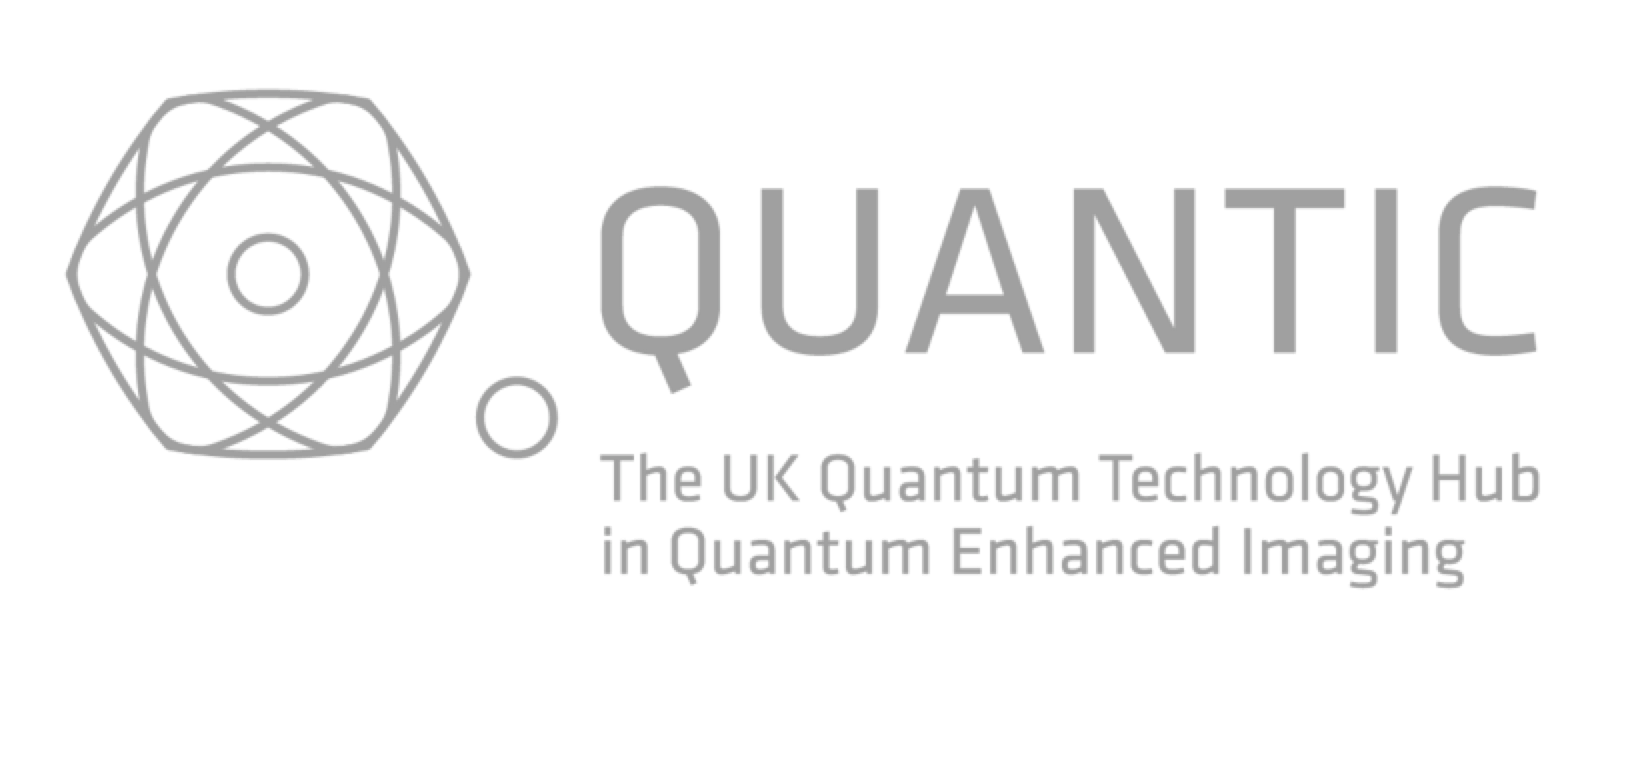 QUANTIC
The UK Quantum Technology Hub
in Quantum Enhanced Imaging